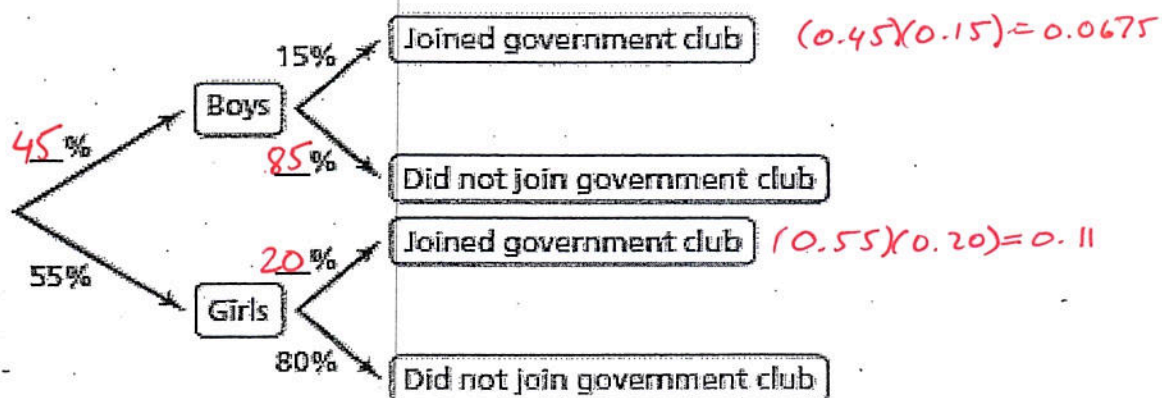 Joined government club (0.45)(0.15)=0.0675
15%
Boys
45%
85%
Did not join government club
Joined government club (0.55)(0.20)=0.11
20%
55%
Girls
80%
Did not join government club